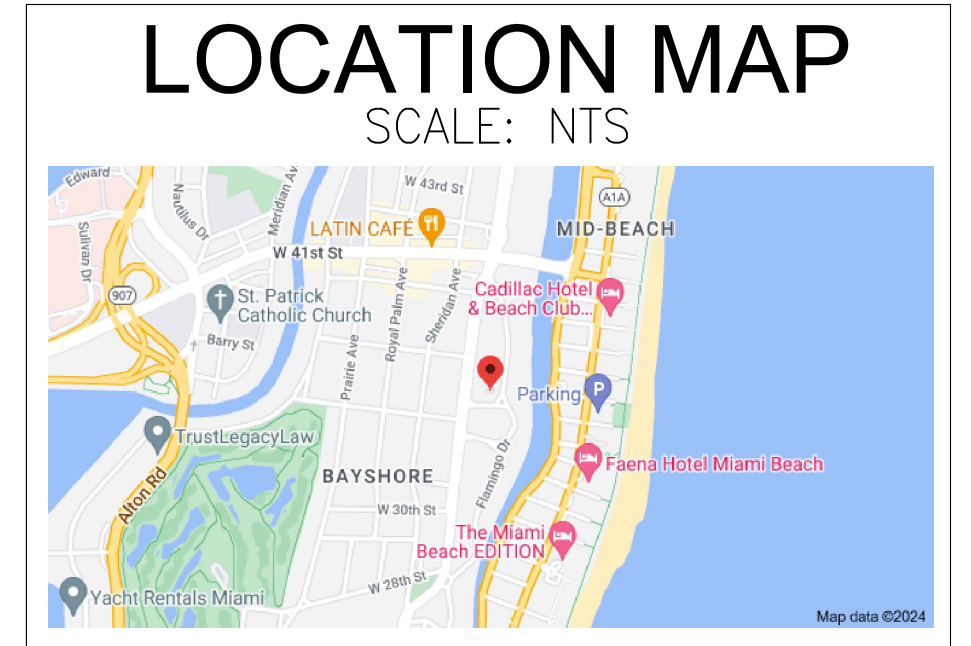 LOCATION MAP
SCALE: NTS
Edward
Nautilus Dr
Meridian Av
W 43rd St
A1A
LATIN CAFÉ
MID-BEACH
Sullivan Dr
W 41st St
907
St. Patrick
Catholic Church
Royal Palm Ave
Sheridan Ave
Cadillac Hotel
& Beach Club...
Barry St
Prairie Ave
Parking
P
TrustLegacyLaw
Flamingo Dr
Faena Hotel Miami Beach
BAYSHORE
Alton Rd
W 30th St
The Miami
Beach EDITION
W 28th St
Yacht Rentals Miami
Map data ©2024